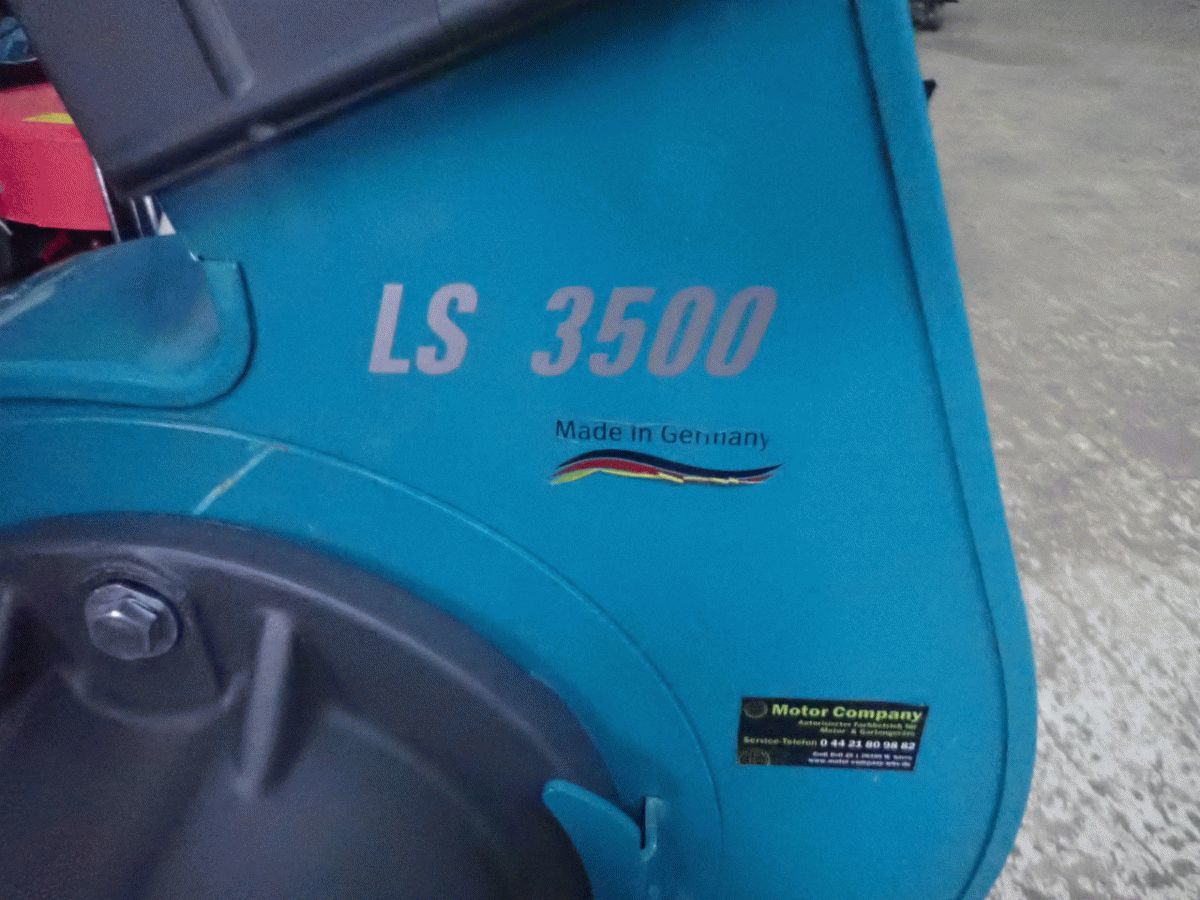 LS 3500
Made in Germany
Motor Company
Autorisierter Fachbetrieb für
Motor- & Gartengeräte
Service-Telefon 0 44 21 80 98 82